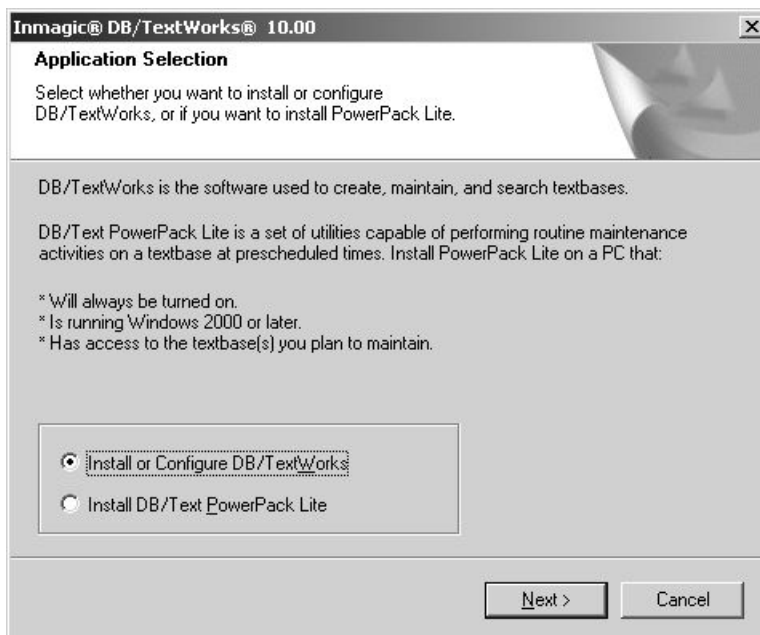 Inmagic® DB/TextWorks® 10.00
Application Selection
Select whether you want to install or configure
DB/TextWorks, or if you want to install PowerPack Lite.
DB/TextWorks is the software used to create, maintain, and search textbases.
DB/Text PowerPack Lite is a set of utilities capable of performing routine maintenance
activities on a textbase at prescheduled times. Install PowerPack Lite on a PC that:
* Will always be turned on.
* Is running Windows 2000 or later.
* Has access to the textbase(s) you plan to maintain.
Install or Configure DB/TextWorks
Install DB/Text PowerPack Lite
Next >
Cancel